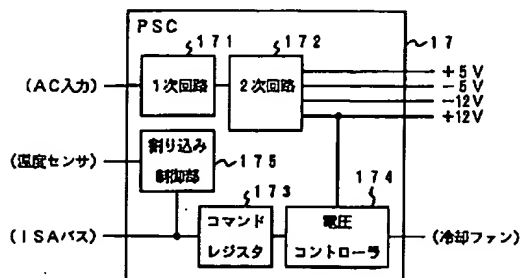 PSC
171
172
17
(AC入力)
1次回路
2次回路
+5V
-5V
-12V
+12V
(温度センサ)
割り込み
制御部
175
173
174
(ISAバス)
コマンド
レジスタ
電圧
コントローラ
(冷却ファン)